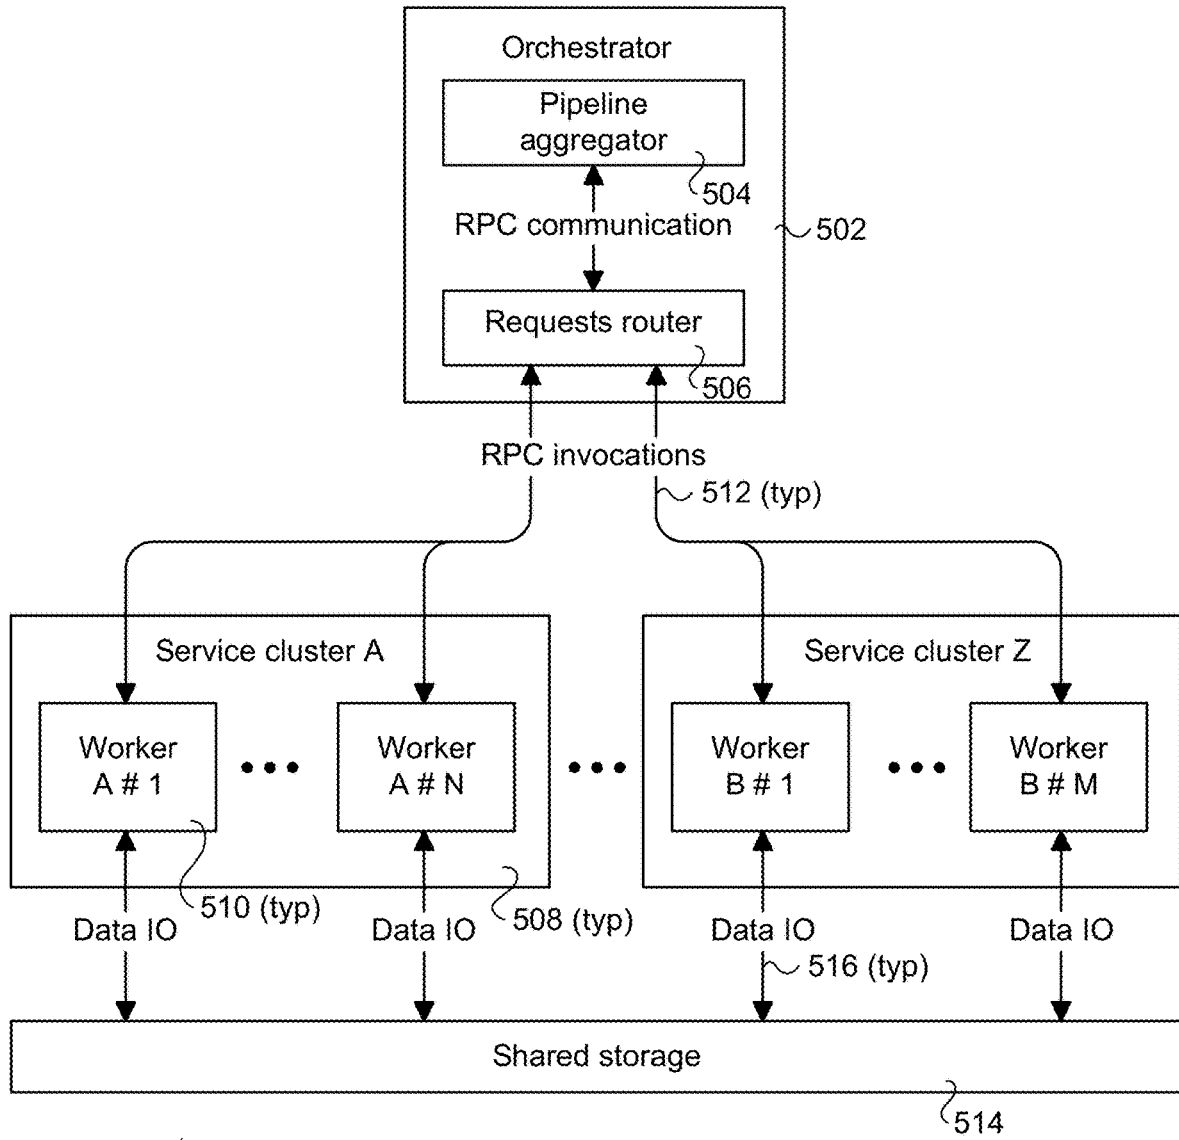 Orchestrator
Pipeline
aggregator
504
RPC communication
502
Requests router
506
RPC invocations
512 (typ)
Service cluster A
Service cluster Z
Worker
A # 1
Worker
A # N
Worker
B # 1
Worker
B # M
510 (typ)
508 (typ)
Data IO
Data IO
Data IO
Data IO
516 (typ)
Shared storage
514